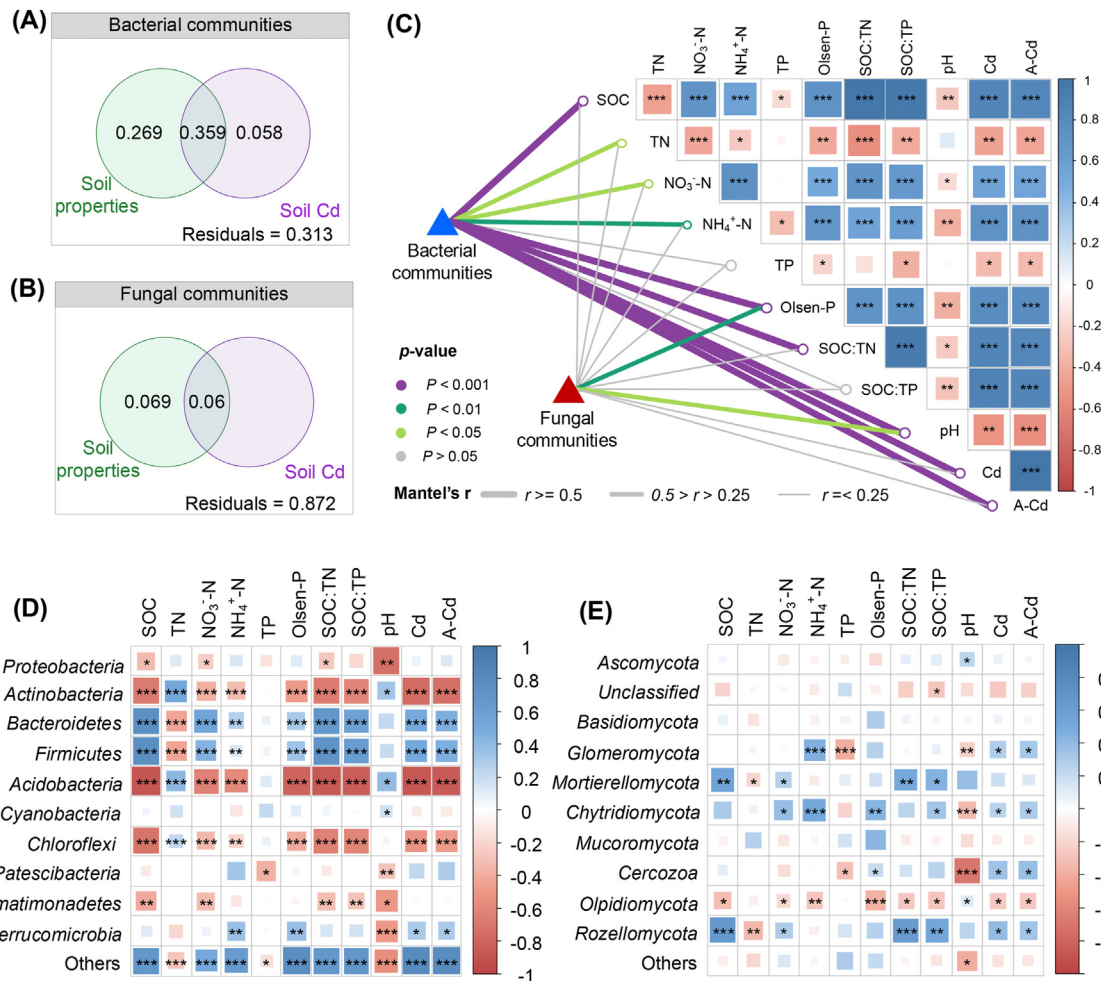 (A)
Bacterial communities
0.269
0.359
0.058
Soil
properties
Soil Cd
Residuals = 0.313
(B)
Fungal communities
0.069
0.06
Soil
properties
Soil Cd
Residuals = 0.872
(C)
TN
NO₃⁻-N
NH₄⁺-N
TP
Olsen-P
SOC:TN
SOC:TP
pH
Cd
A-Cd
SOC *** *** *** * *** *** *** ** *** ***
TN *** * ** *** ** ** **
NO₃⁻-N *** *** *** *** * *** ***
NH₄⁺-N * *** *** *** ** *** ***
TP * * * *
Olsen-P *** *** ** *** ***
SOC:TN *** * *** ***
SOC:TP ** *** ***
pH ** ***
Cd ***
A-Cd
1
0.8
0.6
0.4
0.2
0
-0.2
-0.4
-0.6
-0.8
-1
Bacterial
communities
Fungal
communities
p-value
P < 0.001
P < 0.01
P < 0.05
P > 0.05
Mantel's r
r >= 0.5
0.5 > r > 0.25
r =< 0.25
(D)
SOC
TN
NO₃⁻-N
NH₄⁺-N
TP
Olsen-P
SOC:TN
SOC:TP
pH
Cd
A-Cd
Proteobacteria * * * **
Actinobacteria *** *** *** *** *** *** *** * *** ***
Bacteroidetes *** *** *** ** *** *** *** *** ***
Firmicutes *** *** *** ** *** *** *** *** ***
Acidobacteria *** *** *** *** *** *** *** * *** ***
Cyanobacteria *
Chloroflexi *** *** *** ** *** *** *** *** ***
Patescibacteria * **
matimonadetes ** ** ** ** *
errucomicrobia ** ** *** * *
Others *** *** *** *** * *** *** *** *** *** ***
1
0.8
0.6
0.4
0.2
0
-0.2
-0.4
-0.6
-0.8
-1
(E)
SOC
TN
NO₃⁻-N
NH₄⁺-N
TP
Olsen-P
SOC:TN
SOC:TP
pH
Cd
A-Cd
Ascomycota *
Unclassified *
Basidiomycota
Glomeromycota *** *** ** * *
Mortierellomycota ** * * ** *
Chytridiomycota * *** ** * *** * *
Mucoromycota
Cercozoa * * *** * *
Olpidiomycota * * ** *** * * * * *
Rozellomycota *** ** * *** ** * *
Others *